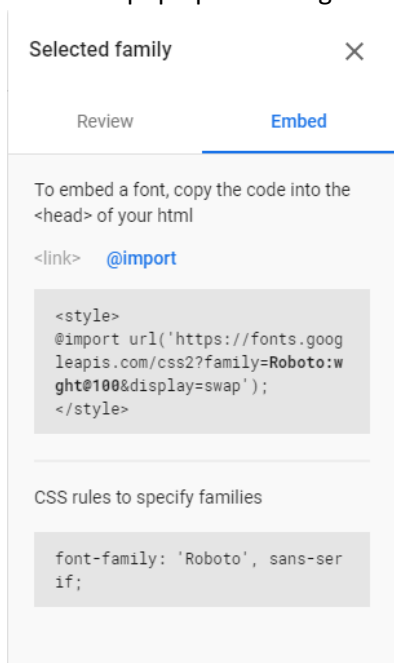 Selected family
Review Embed
To embed a font, copy the code into the
<head> of your html
<link> @import
<style>
@import url('https://fonts.goog
leapis.com/css2?family=Roboto:w
ght@100&display=swap');
</style>
CSS rules to specify families
font-family: 'Roboto', sans-ser
if;